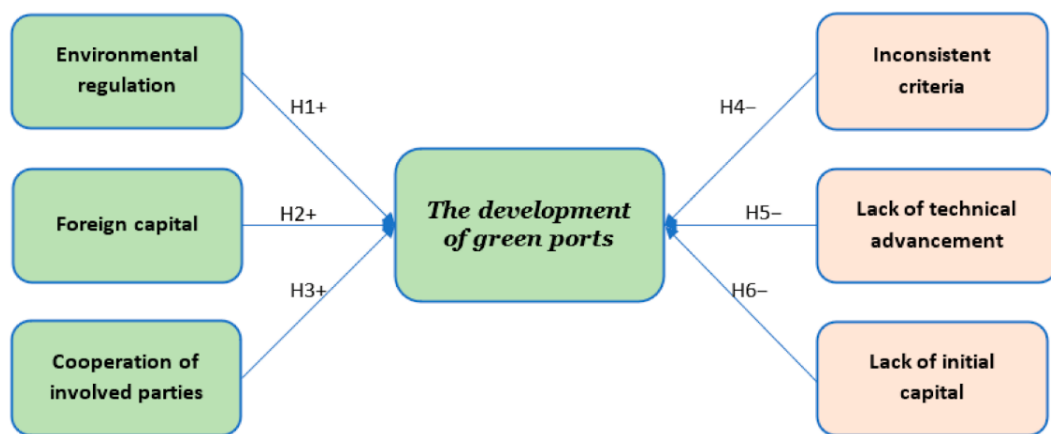 Environmental
regulation
Foreign capital
Cooperation of
involved parties
H1+
H2+
H3+
The development
of green ports
H4–
H5–
H6–
Inconsistent
criteria
Lack of technical
advancement
Lack of initial
capital